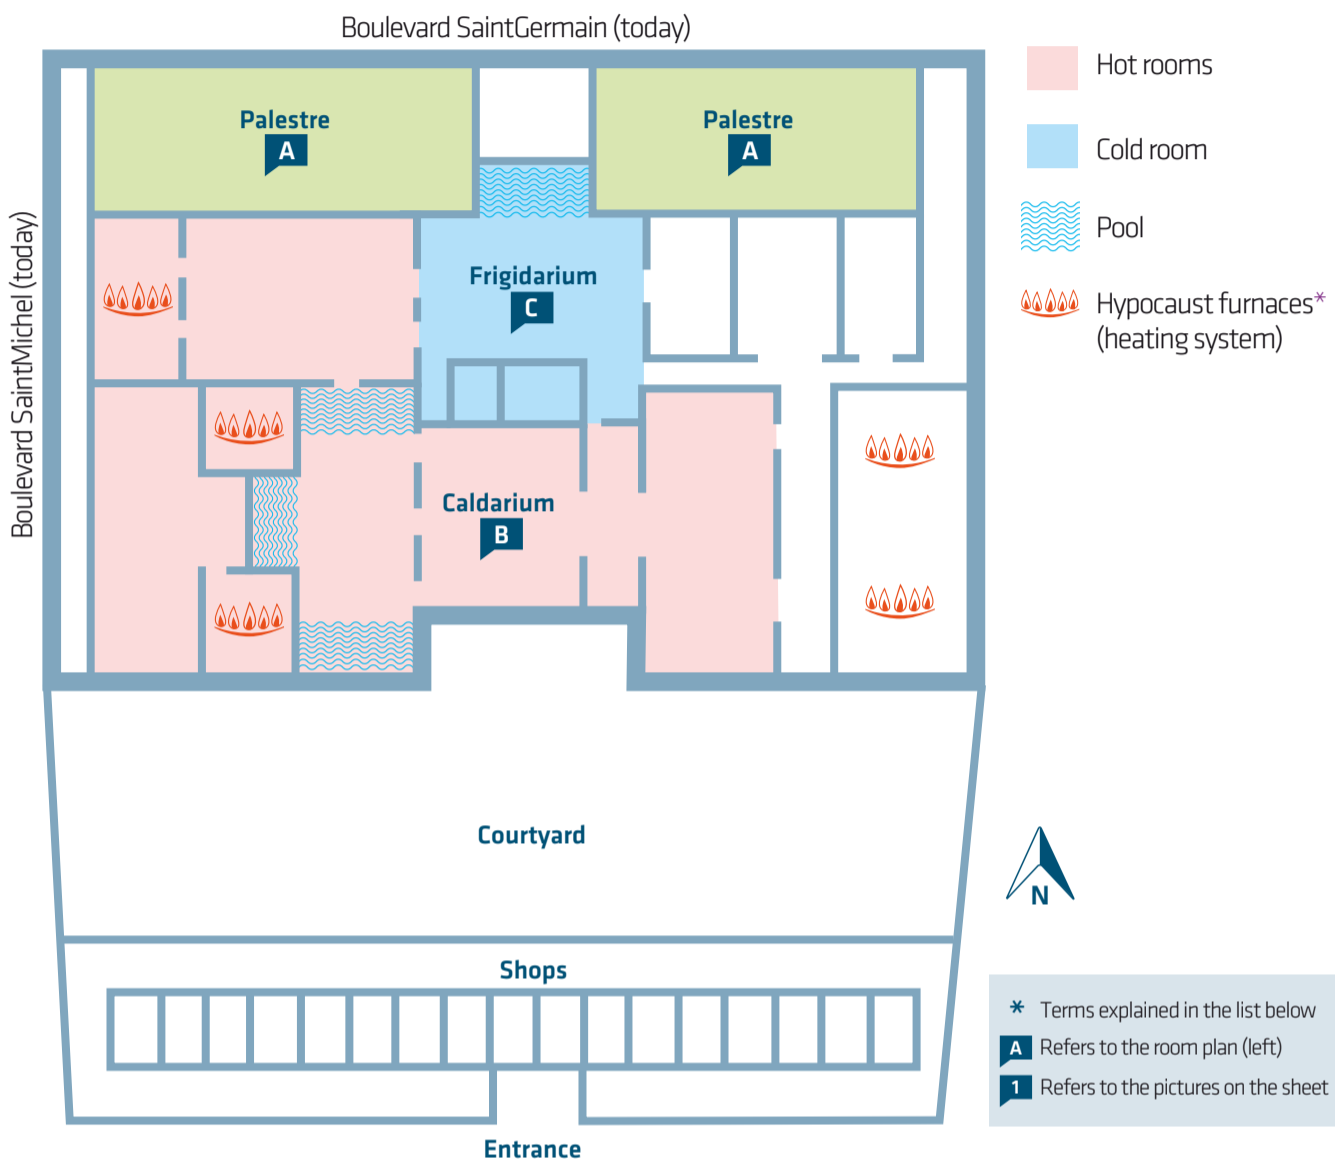 Boulevard SaintGermain (today)
Boulevard SaintMichel (today)
Palestre
A
Palestre
A
Frigidarium
C
Caldarium
B
Courtyard
Shops
Entrance
Hot rooms
Cold room
Pool
Hypocaust furnaces*
(heating system)
N
* Terms explained in the list below
A Refers to the room plan (left)
1 Refers to the pictures on the sheet